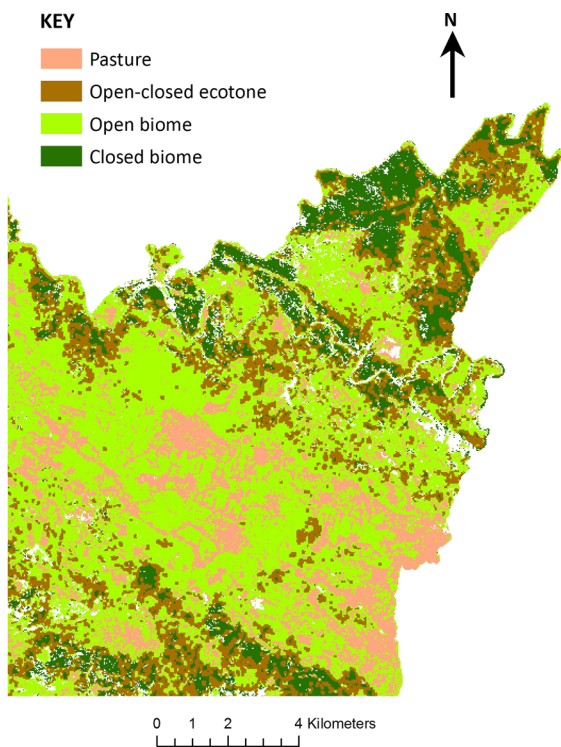 KEY
N
Pasture
Open-closed ecotone
Open biome
Closed biome
0 1 2 4 Kilometers